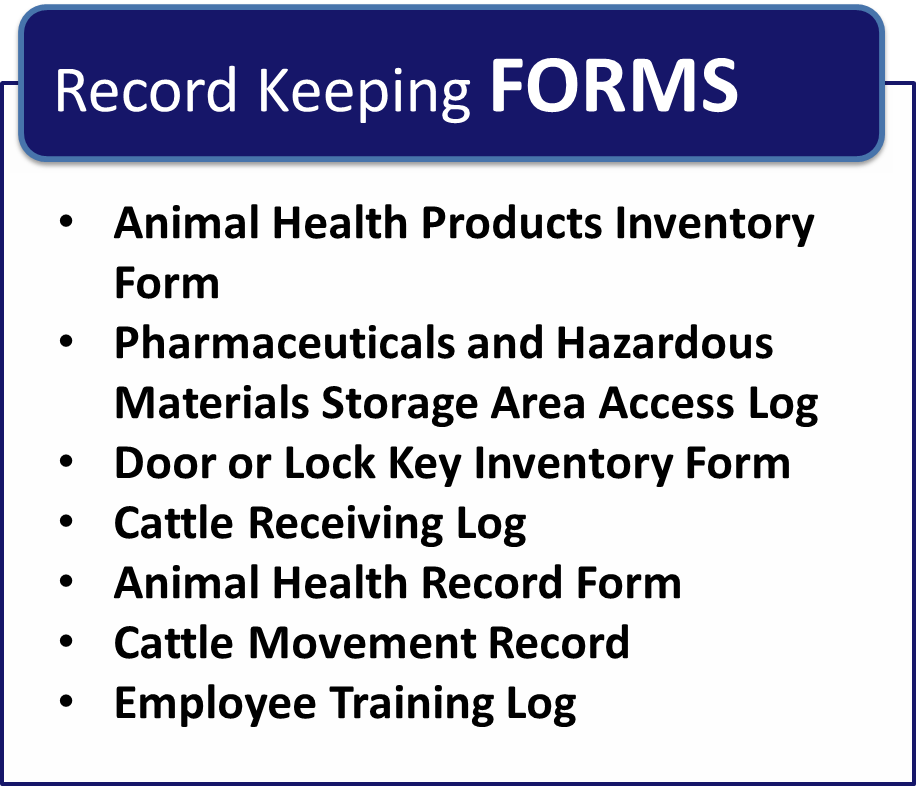 Record Keeping FORMS
• Animal Health Products Inventory
Form
• Pharmaceuticals and Hazardous
Materials Storage Area Access Log
• Door or Lock Key Inventory Form
• Cattle Receiving Log
• Animal Health Record Form
• Cattle Movement Record
• Employee Training Log